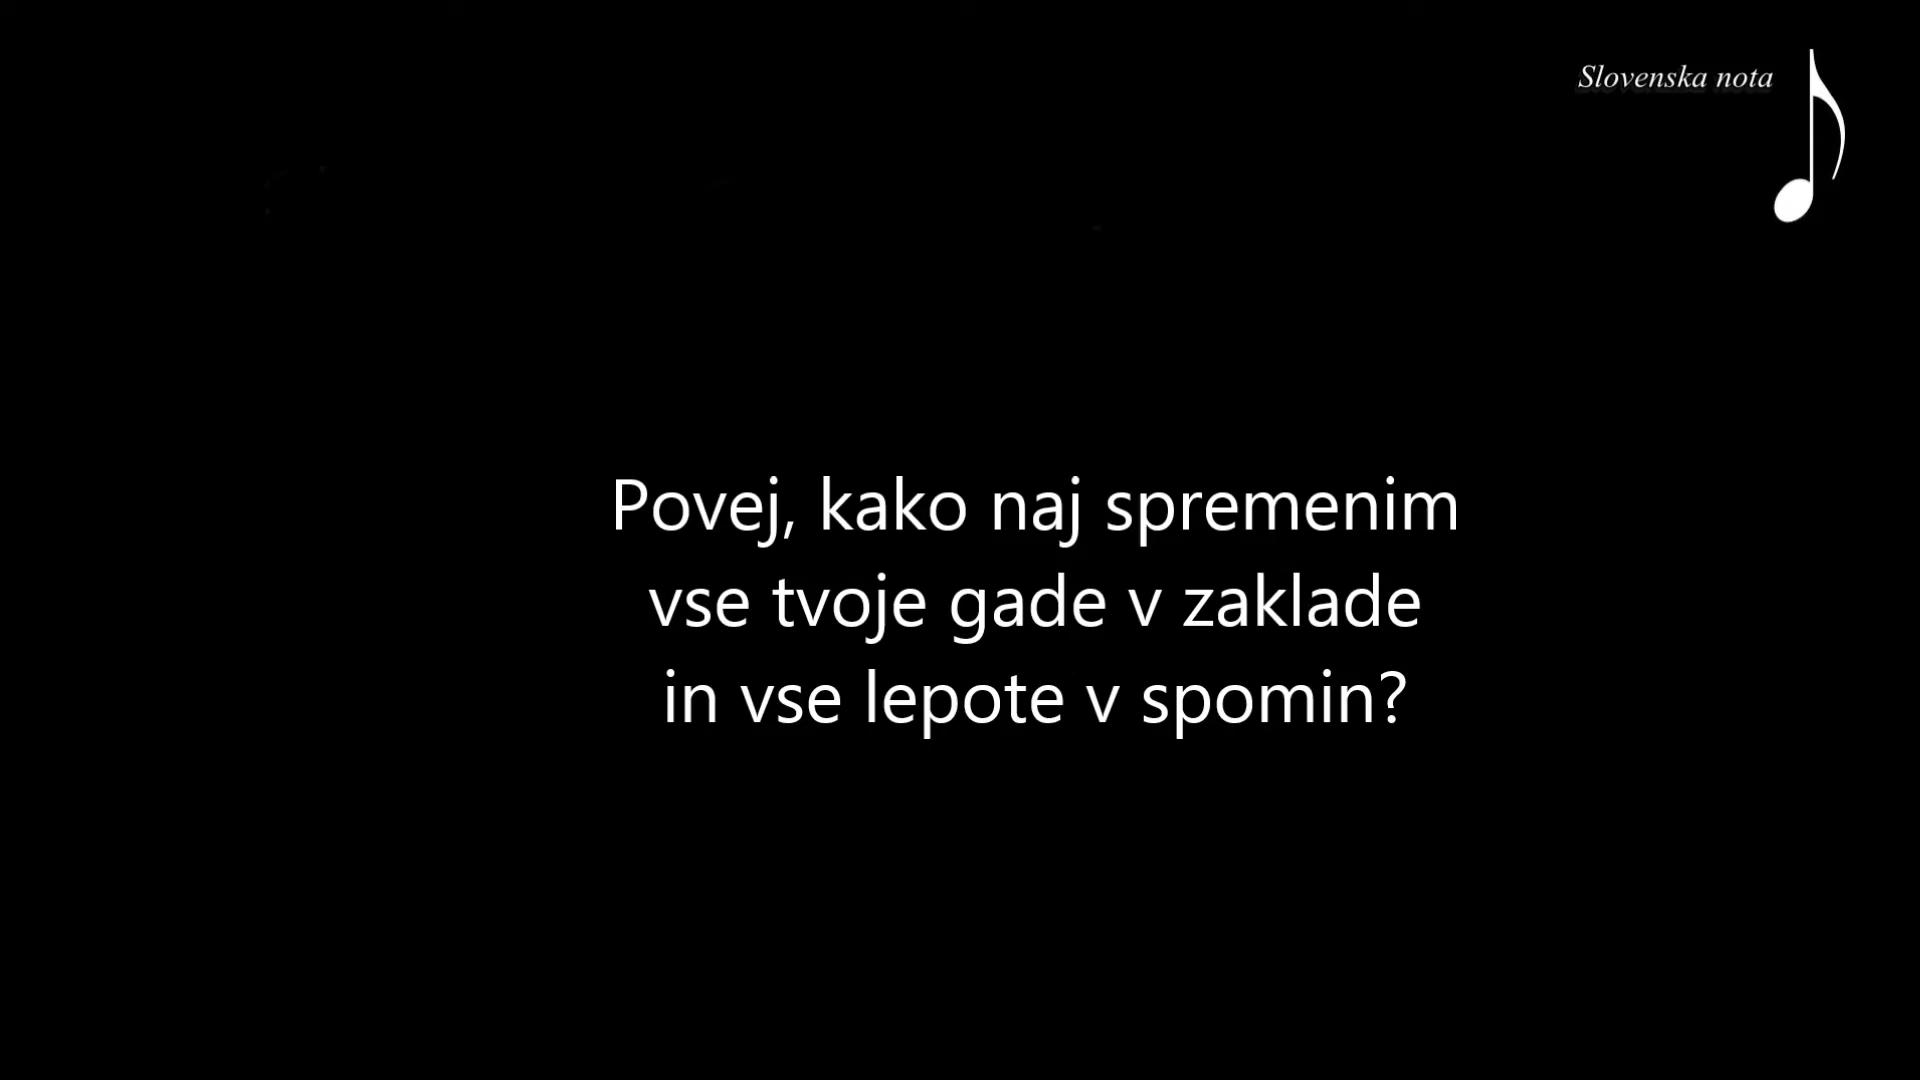 Slovenska nota
Povej, kako naj spremenim
vse tvoje gade v zaklade
in vse lepote v spomin?